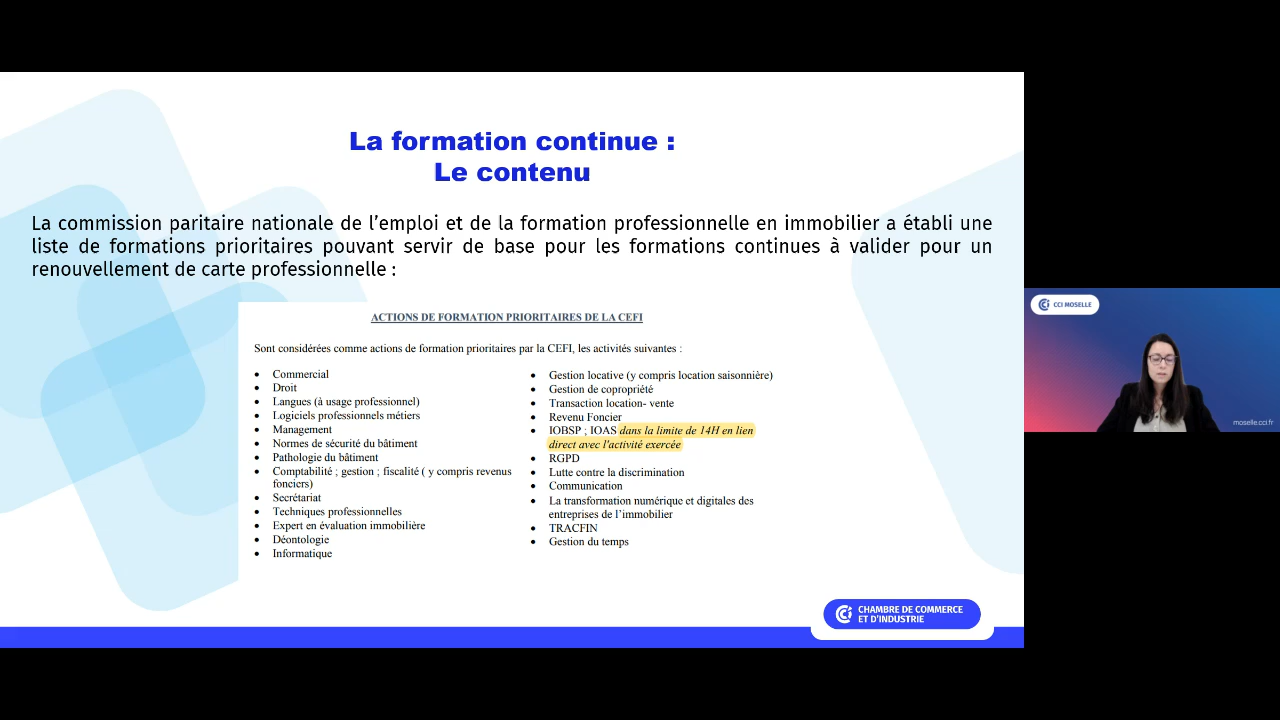 La formation continue :
Le contenu
La commission paritaire nationale de l’emploi et de la formation professionnelle en immobilier a établi une
liste de formations prioritaires pouvant servir de base pour les formations continues à valider pour un
renouvellement de carte professionnelle :
ACTIONS DE FORMATION PRIORITAIRES DE LA CEFI
Sont considérées comme actions de formation prioritaires par la CEFI, les activités suivantes :
• Commercial
• Droit
• Langues (à usage professionnel)
• Logiciels professionnels métiers
• Management
• Normes de sécurité du bâtiment
• Pathologie du bâtiment
• Comptabilité ; gestion ; fiscalité ( y compris revenus
fonciers)
• Secrétariat
• Techniques professionnelles
• Expert en évaluation immobilière
• Déontologie
• Informatique
• Gestion locative (y compris location saisonnière)
• Gestion de copropriété
• Transaction location- vente
• Revenu Foncier
• IOBSP ; IOAS dans la limite de 14H en lien
direct avec l'activité exercée
• RGPD
• Lutte contre la discrimination
• Communication
• La transformation numérique et digitales des
entreprises de l’immobilier
• TRACFIN
• Gestion du temps
CHAMBRE DE COMMERCE
ET D’INDUSTRIE
CCI MOSELLE
moselle.cci.fr